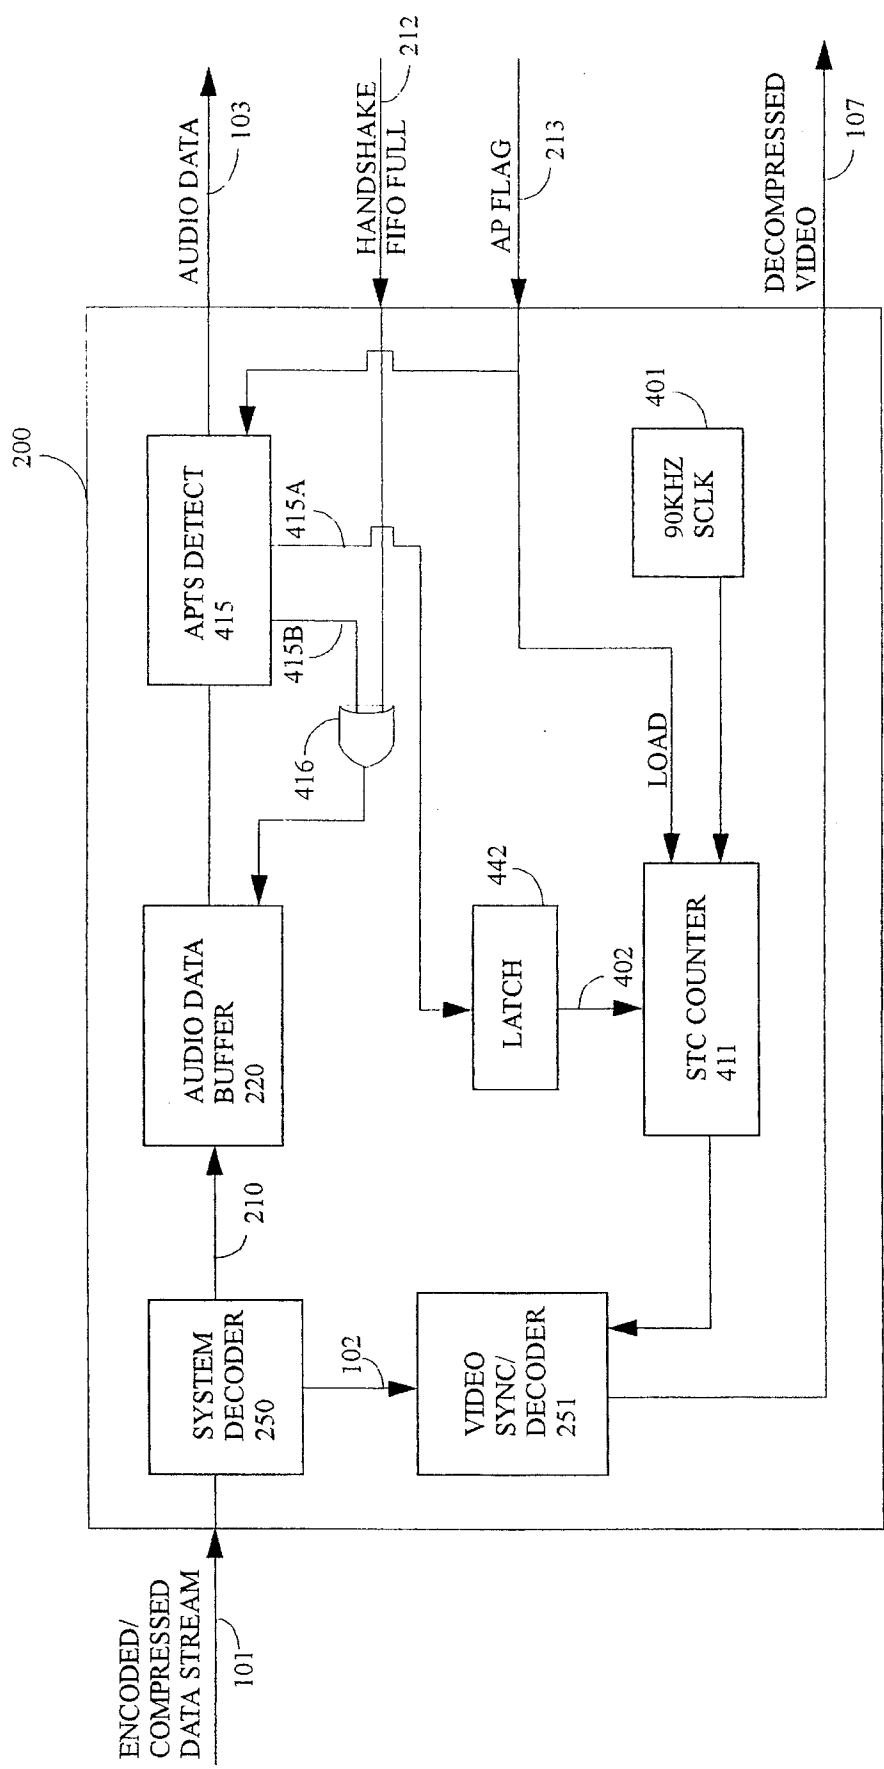 200
ENCODED/
COMPRESSED
DATA STREAM
101
SYSTEM
DECODER
250
210
102
AUDIO DATA
BUFFER
220
APTS DETECT
415
415A
415B
416
AUDIO DATA
103
HANDSHAKE
FIFO FULL
212
AP FLAG
213
VIDEO
SYNC/
DECODER
251
LATCH
442
402
STC COUNTER
411
LOAD
90KHZ
SCLK
401
DECOMPRESSED
VIDEO
107